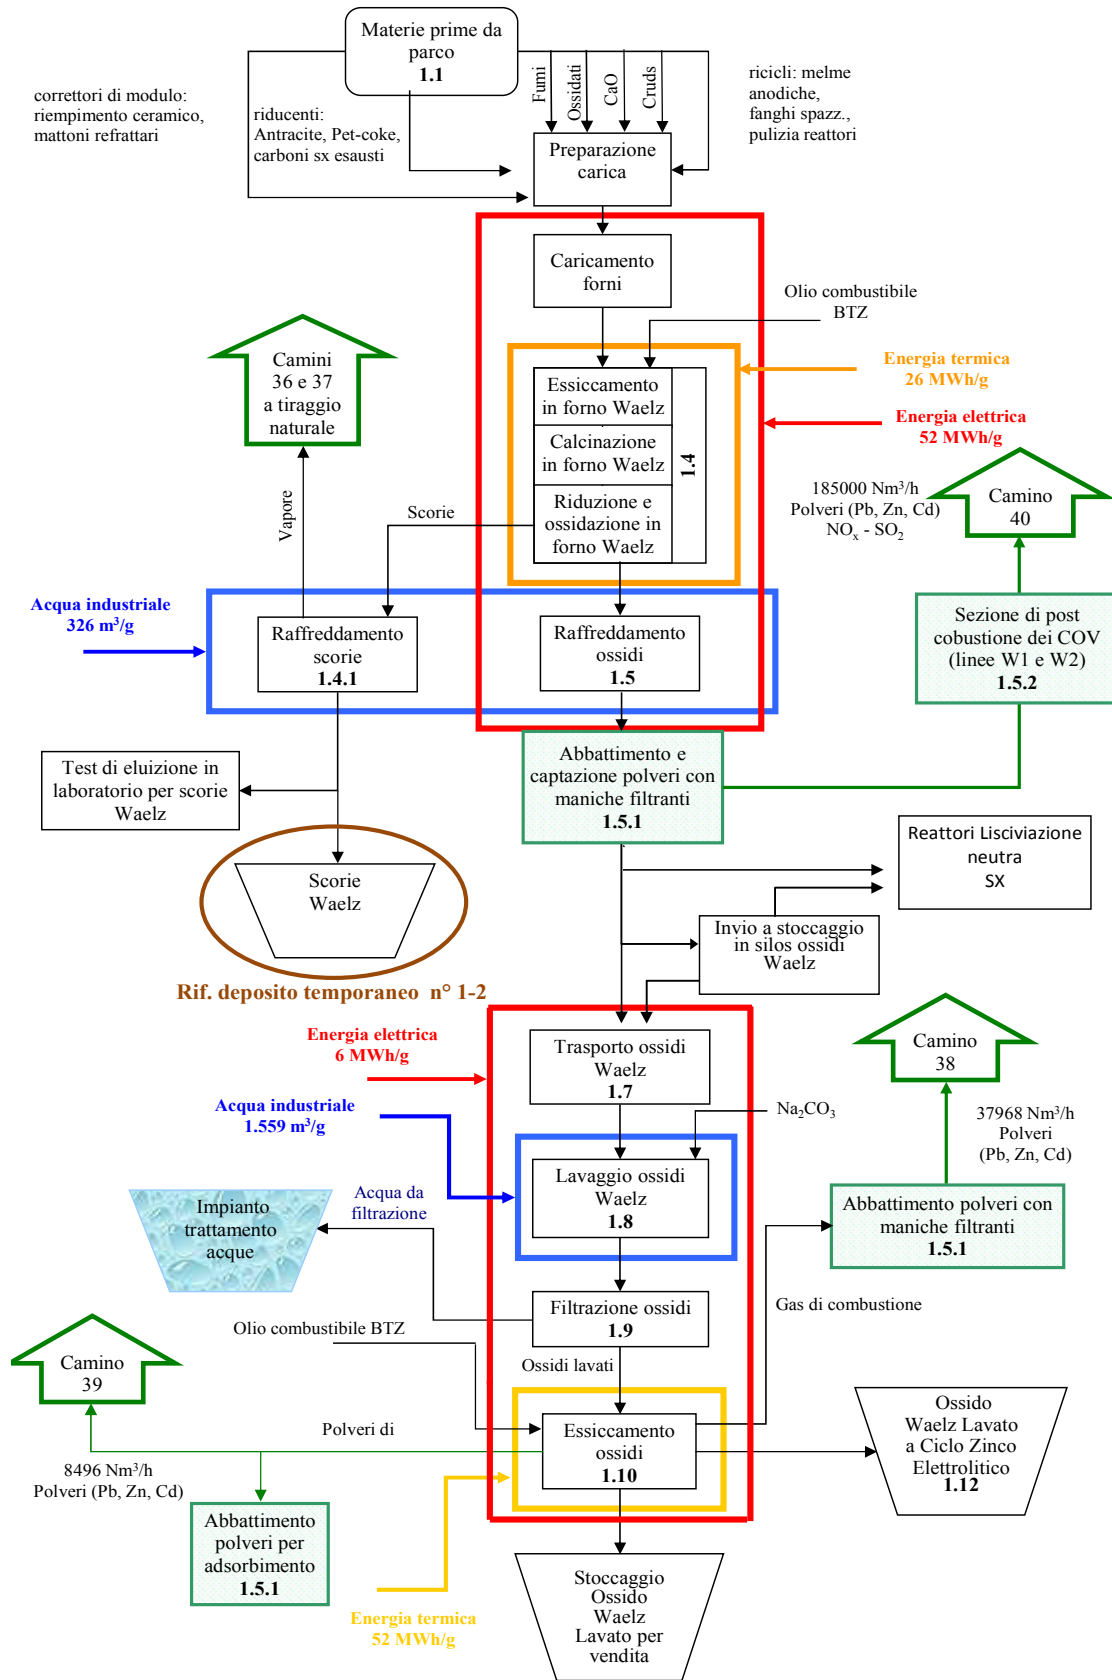 Materie prime da
parco
1.1
correttori di modulo:
riempimento ceramico,
mattoni refrattari
riducenti:
Antracite, Pet-coke,
carboni sx esausti
Fumi
Ossidati
CaO
Cruds
ricicli: melme
anodiche,
fanghi spazz.,
pulizia reattori
Preparazione
carica
Caricamento
forni
Olio combustibile
BTZ
Camini
36 e 37
a tiraggio
naturale
Energia termica
26 MWh/g
Essiccamento
in forno Waelz
Calcinazione
in forno Waelz
Riduzione e
ossidazione in
forno Waelz
1.4
Energia elettrica
52 MWh/g
185000 Nm³/h
Polveri (Pb, Zn, Cd)
NOₓ - SO₂
Camino
40
Vapore
Scorie
Acqua industriale
326 m³/g
Raffreddamento
scorie
1.4.1
Raffreddamento
ossidi
1.5
Sezione di post
cobustione dei COV
(linee W1 e W2)
1.5.2
Test di eluizione in
laboratorio per scorie
Waelz
Abbattimento e
captazione polveri con
maniche filtranti
1.5.1
Reattori Lisciviazione
neutra
SX
Scorie
Waelz
Invio a stoccaggio
in silos ossidi
Waelz
Rif. deposito temporaneo n° 1-2
Energia elettrica
6 MWh/g
Trasporto ossidi
Waelz
1.7
Camino
38
Acqua industriale
1.559 m³/g
Na₂CO₃
37968 Nm³/h
Polveri
(Pb, Zn, Cd)
Lavaggio ossidi
Waelz
1.8
Impianto
trattamento
acque
Acqua da
filtrazione
Abbattimento polveri con
maniche filtranti
1.5.1
Filtrazione ossidi
1.9
Gas di combustione
Olio combustibile BTZ
Ossidi lavati
Camino
39
Polveri di
Essiccamento
ossidi
1.10
Ossido
Waelz Lavato
a Ciclo Zinco
Elettrolitico
1.12
8496 Nm³/h
Polveri (Pb, Zn, Cd)
Abbattimento
polveri per
adsorbimento
1.5.1
Energia termica
52 MWh/g
Stoccaggio
Ossido
Waelz
Lavato per
vendita